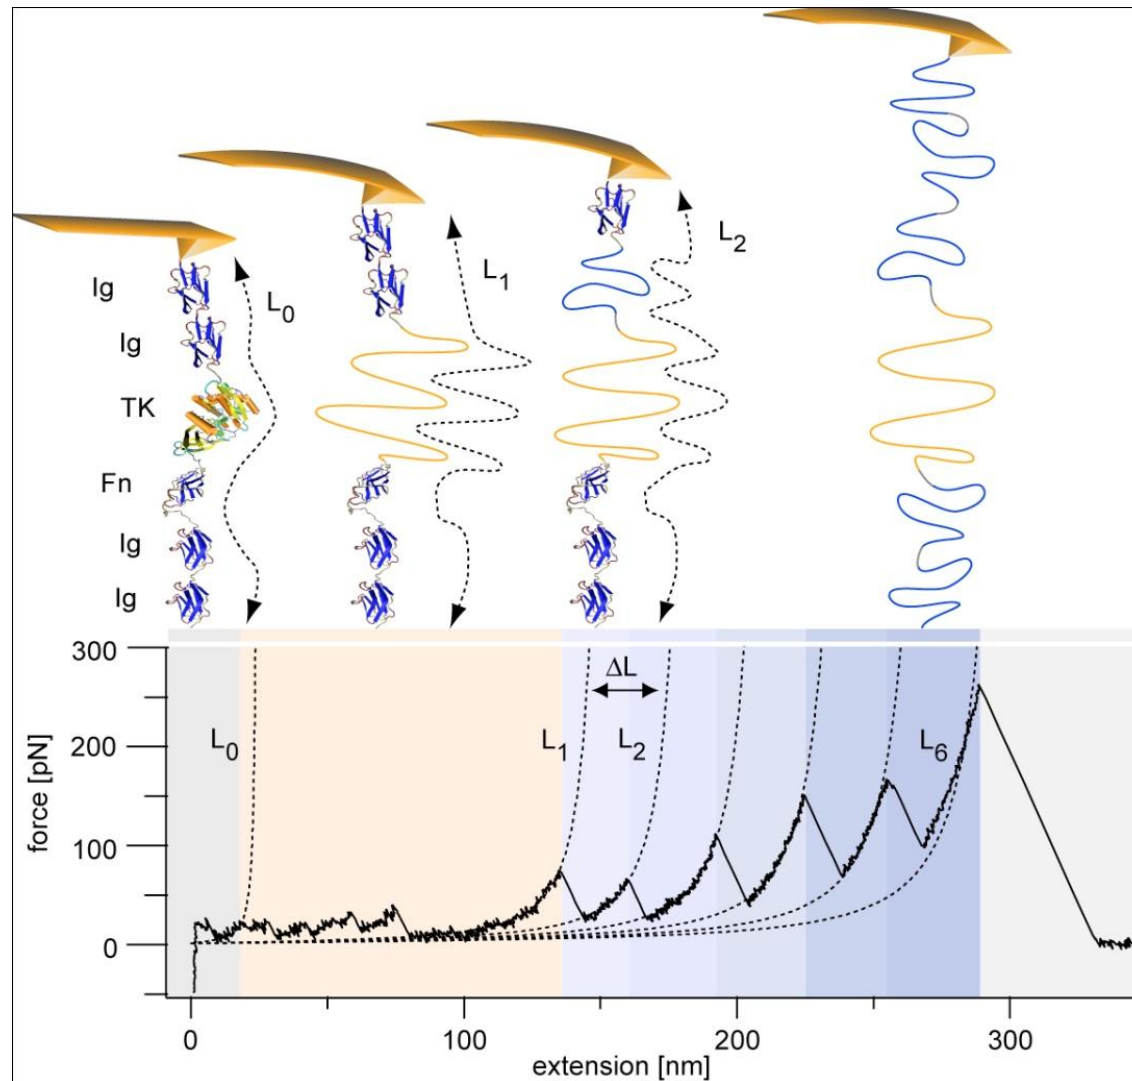 L2
L1
Ig
L0
Ig
TK
Fn
Ig
Ig
300
ΔL
L0
L1
L2
L6
200
100
0
force [pN]
0
100
200
300
extension [nm]